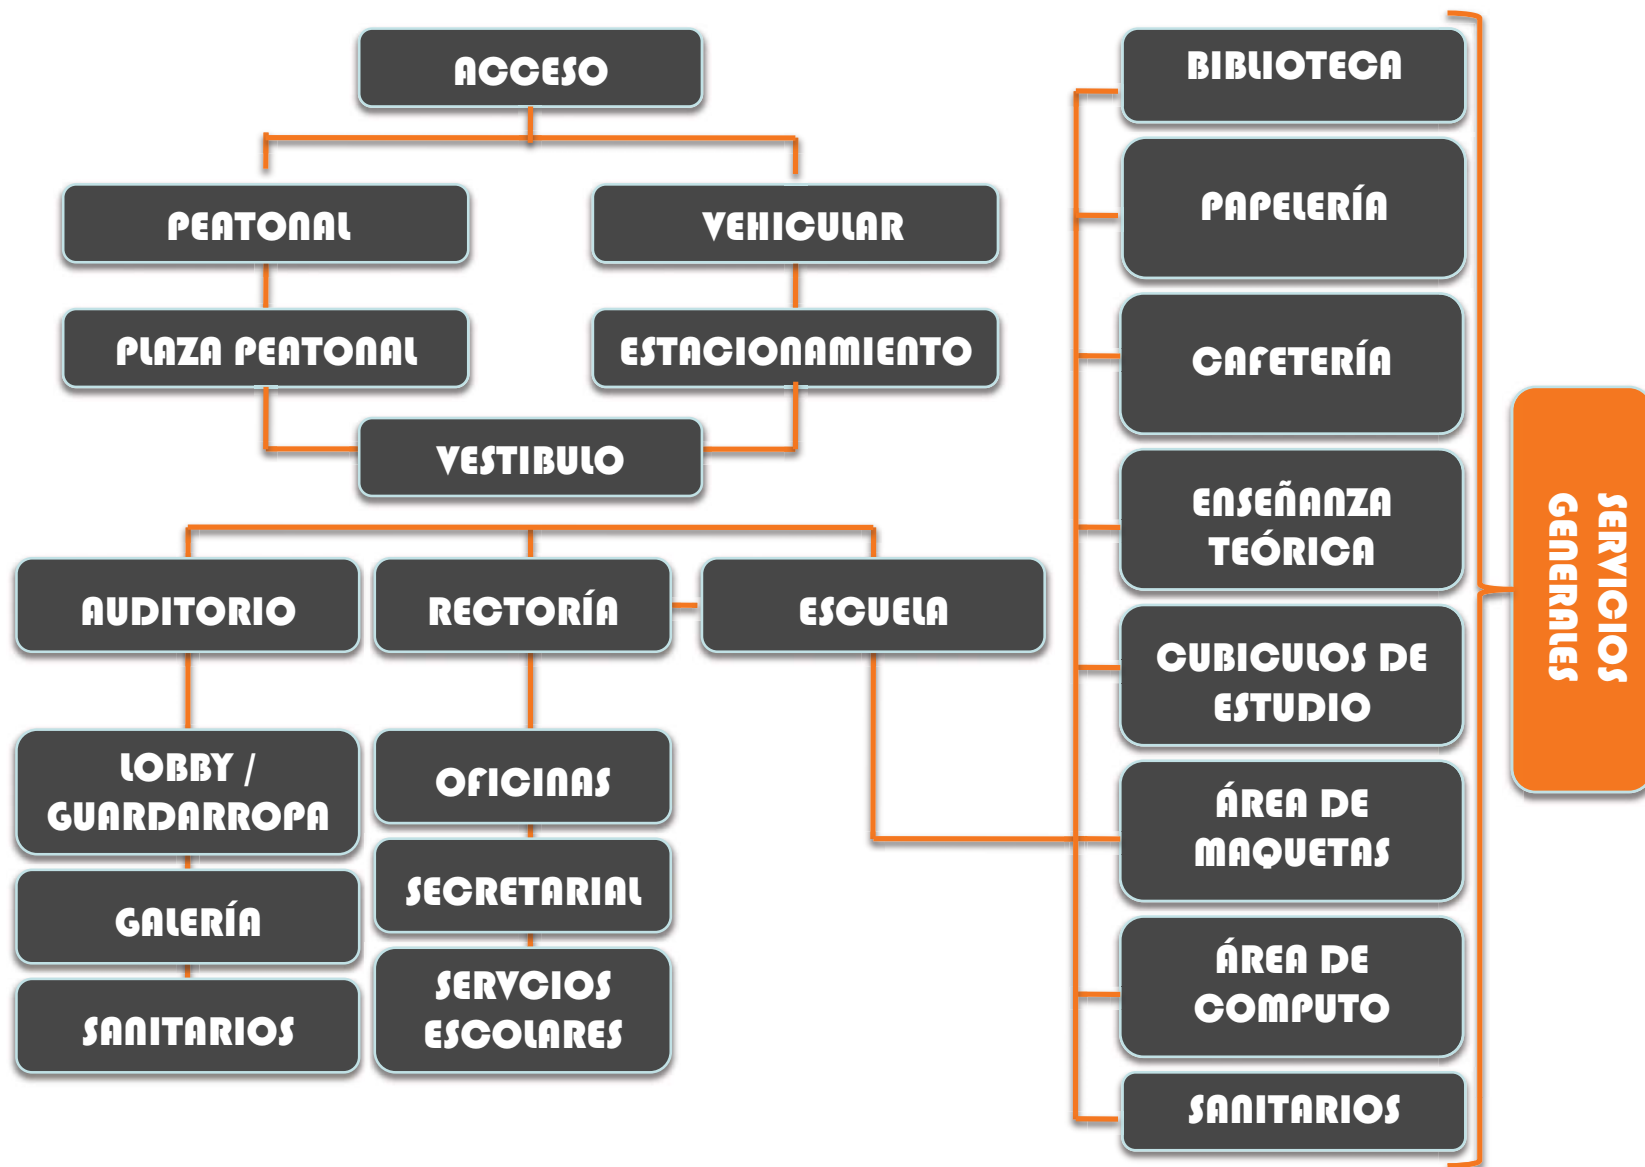 ACCESO
PEATONAL
VEHICULAR
PLAZA PEATONAL
ESTACIONAMIENTO
VESTIBULO
AUDITORIO
RECTORÍA
ESCUELA
LOBBY /
GUARDARROPA
GALERÍA
SANITARIOS
OFICINAS
SECRETARIAL
SERVCIOS
ESCOLARES
BIBLIOTECA
PAPELERÍA
CAFETERÍA
ENSEÑANZA
TEÓRICA
CUBICULOS DE
ESTUDIO
ÁREA DE
MAQUETAS
ÁREA DE
COMPUTO
SANITARIOS
SERVICIOS
GENERALES